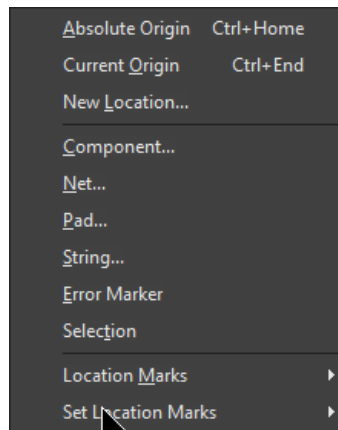 Absolute Origin Ctrl+Home
Current Origin Ctrl+End
New Location...
Component...
Net...
Pad...
String...
Error Marker
Selection
Location Marks
Set Location Marks